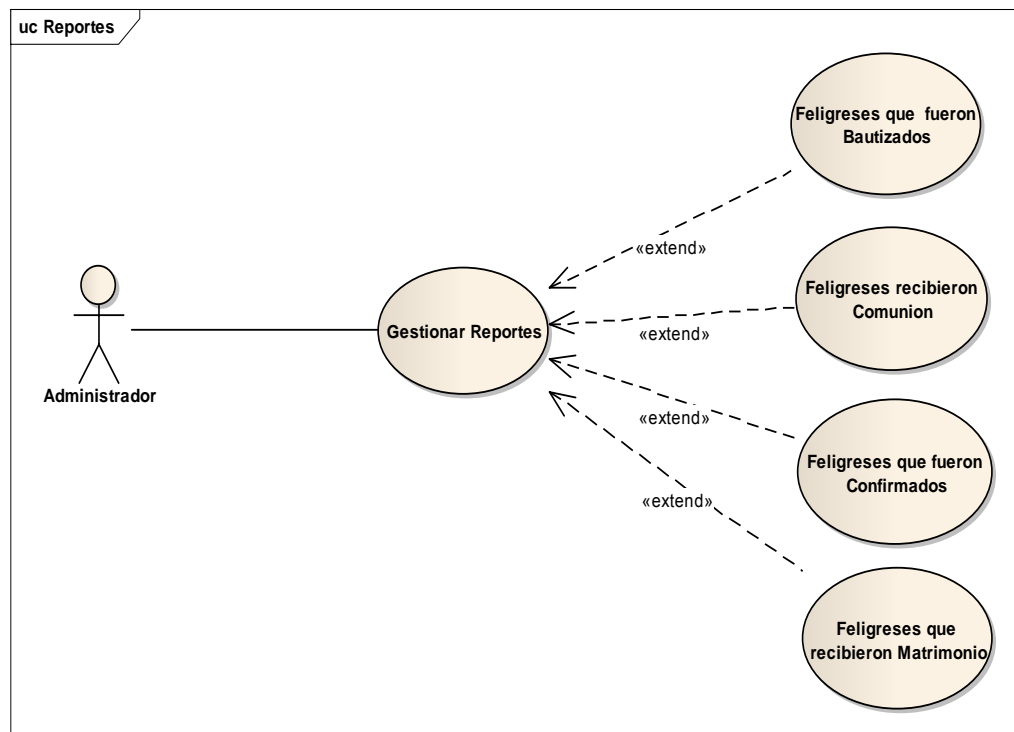 uc Reportes
Feligreses que fueron
Bautizados
«extend»
Feligreses recibieron
Comunion
«extend»
Gestionar Reportes
Administrador
«extend»
Feligreses que fueron
Confirmados
«extend»
Feligreses que
recibieron Matrimonio